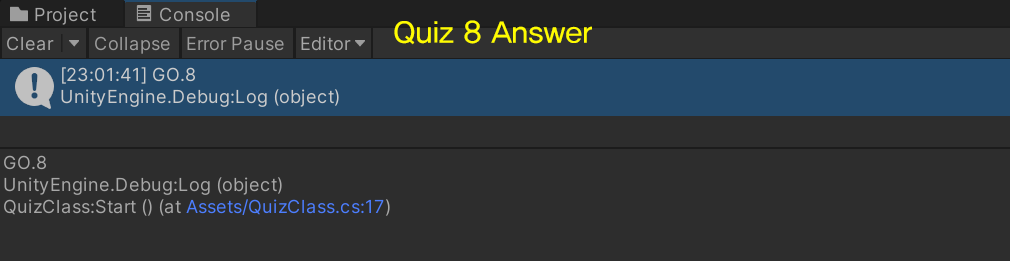 Project Console
Clear Collapse Error Pause Editor Quiz 8 Answer
[23:01:41] GO.8
UnityEngine.Debug:Log (object)
GO.8
UnityEngine.Debug:Log (object)
QuizClass:Start () (at Assets/QuizClass.cs:17)